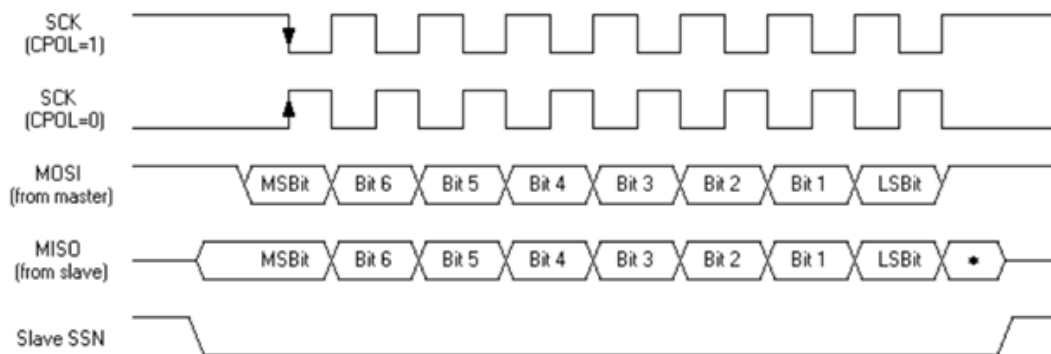 SCK
(CPOL=1)
SCK
(CPOL=0)
MOSI
(from master)
MSBit Bit 6 Bit 5 Bit 4 Bit 3 Bit 2 Bit 1 LSBit
MISO
(from slave)
MSBit Bit 6 Bit 5 Bit 4 Bit 3 Bit 2 Bit 1 LSBit *
Slave SSN